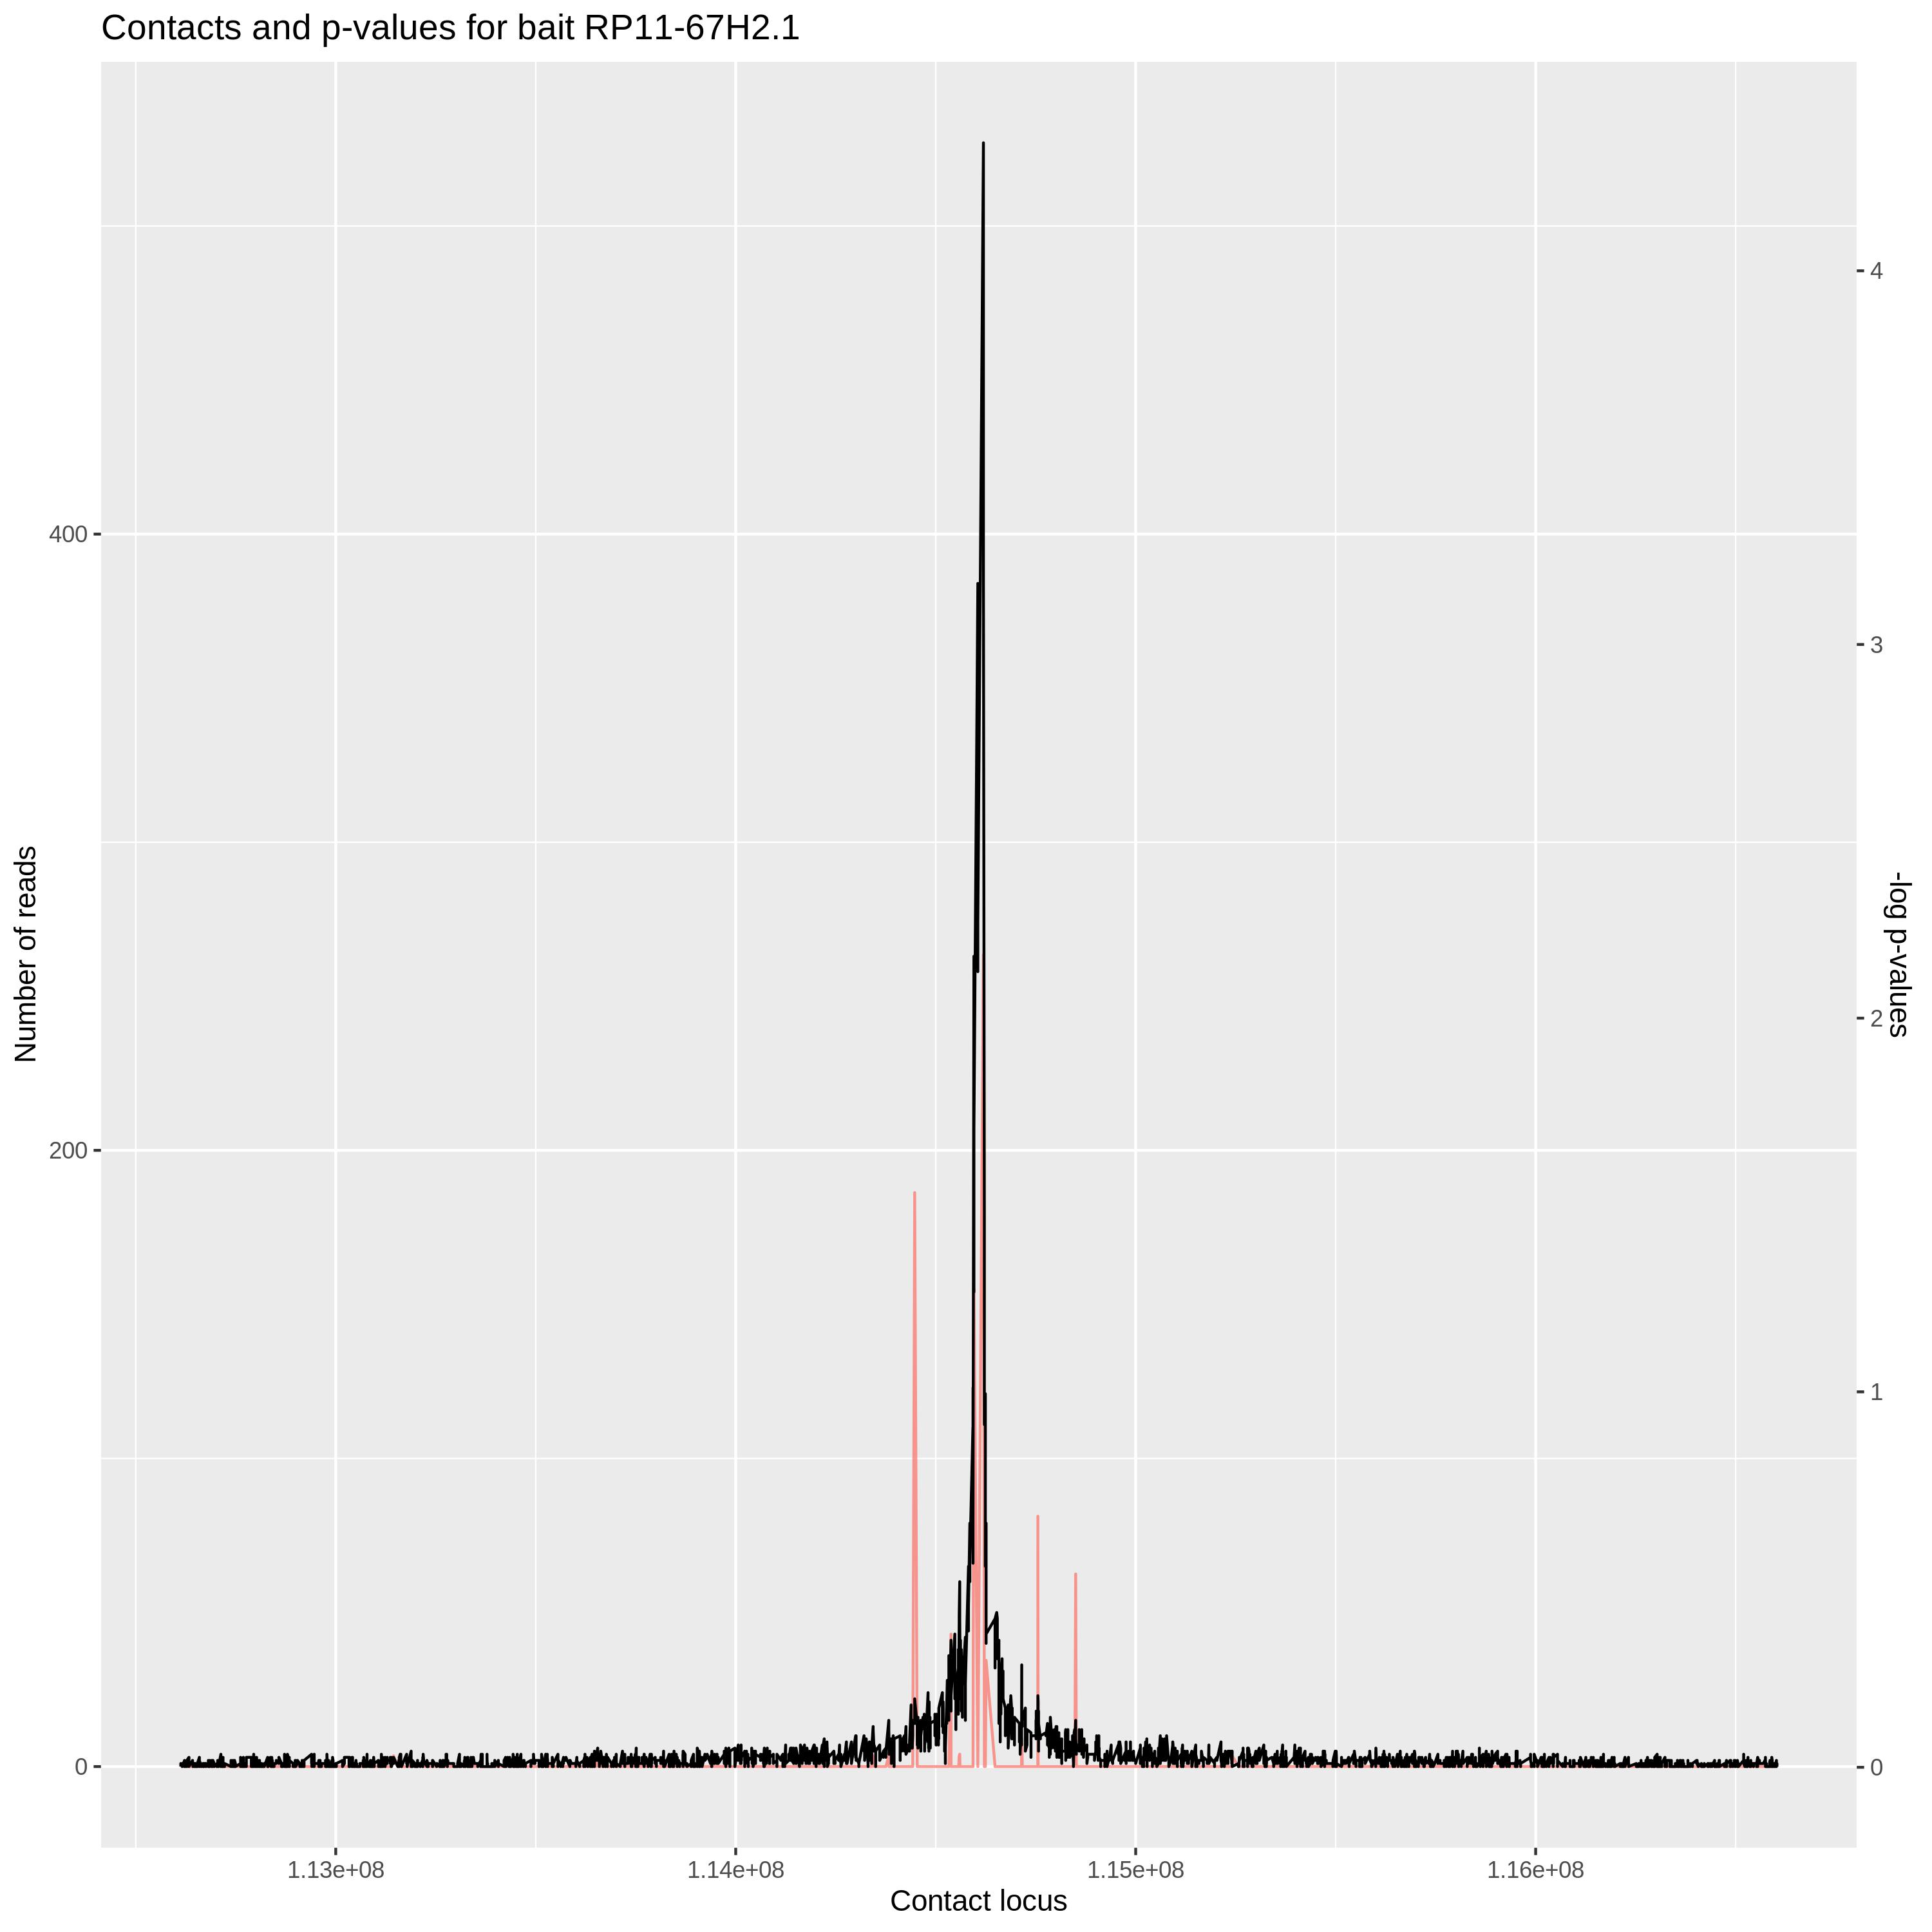 Contacts and p-values for bait RP11-67H2.1
400
200
0
Number of reads
4
3
2
1
0
-log p-values
1.13e+08
1.14e+08
1.15e+08
1.16e+08
Contact locus